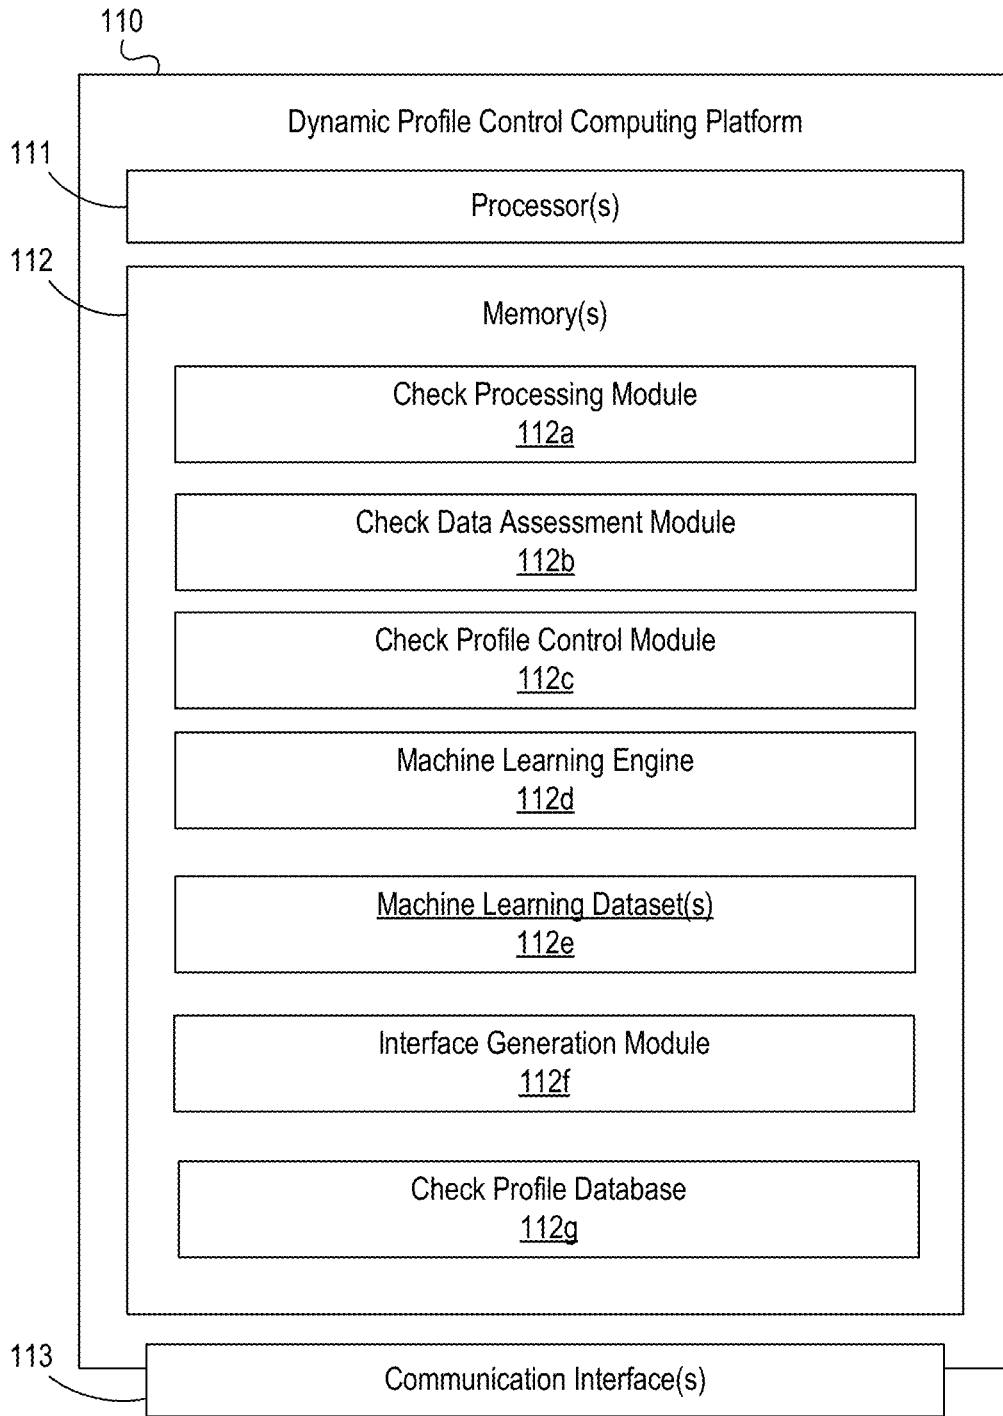 110
Dynamic Profile Control Computing Platform
111
Processor(s)
112
Memory(s)
Check Processing Module
112a
Check Data Assessment Module
112b
Check Profile Control Module
112c
Machine Learning Engine
112d
Machine Learning Dataset(s)
112e
Interface Generation Module
112f
Check Profile Database
112g
113
Communication Interface(s)